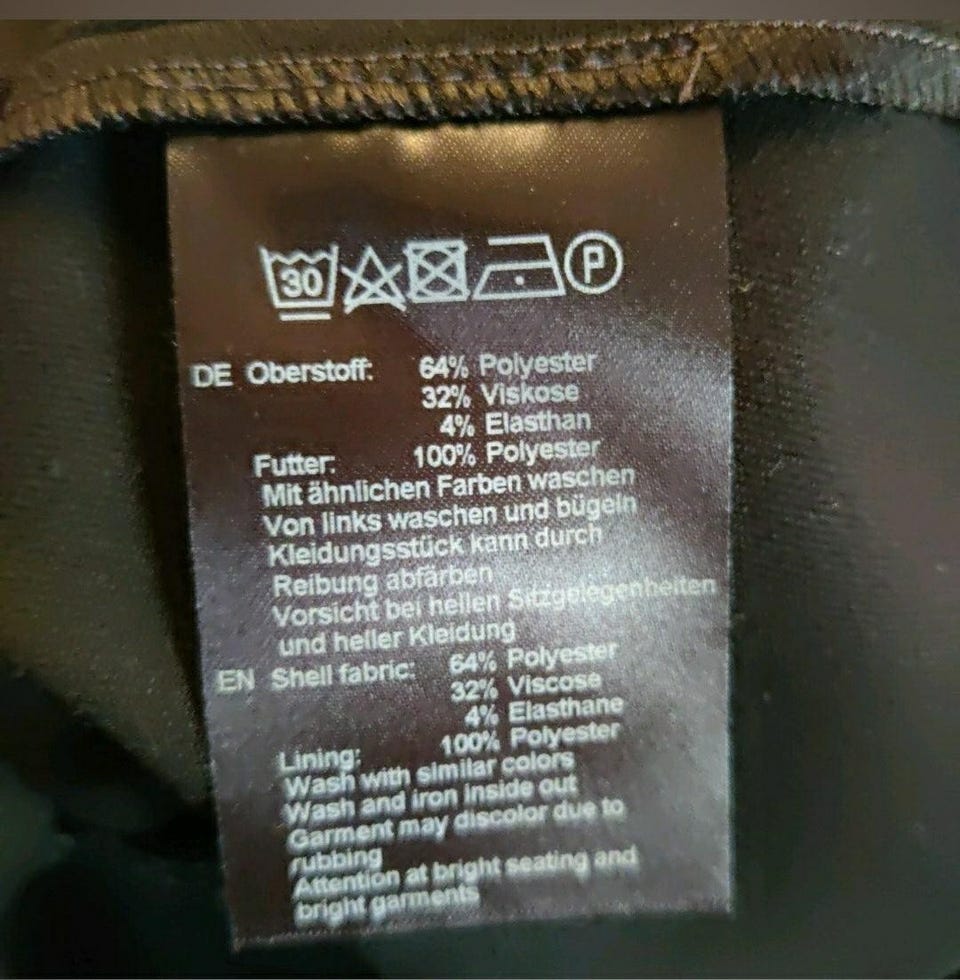 30 P
DE Oberstoff: 64% Polyester
32% Viskose
4% Elasthan
Futter: 100% Polyester
Mit ähnlichen Farben waschen
Von links waschen und bügeln
Kleidungsstück kann durch
Reibung abfärben
Vorsicht bei hellen Sitzgelegenheiten
und heller Kleidung
EN Shell fabric: 64% Polyester
32% Viscose
4% Elasthane
Lining: 100% Polyester
Wash with similar colors
Wash and iron inside out
Garment may discolor due to
rubbing
Attention at bright seating and
bright garments